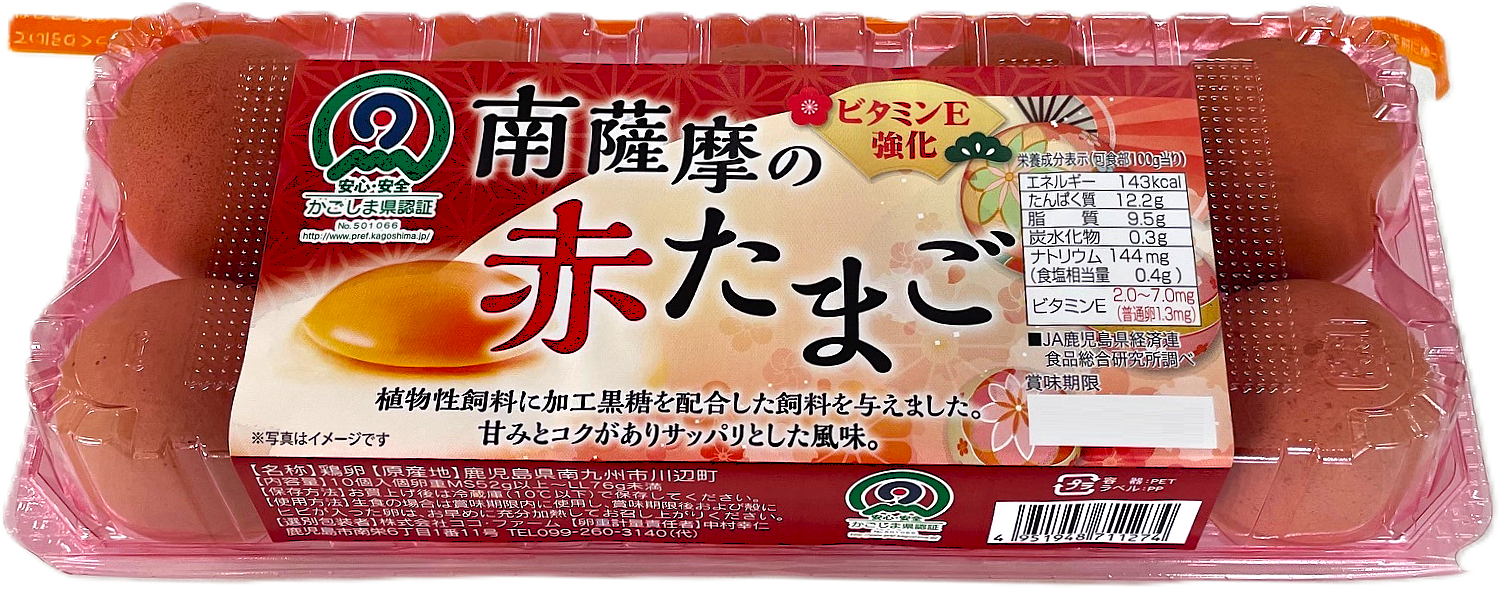 安心・安全
かごしま県認証
No.501066
http://www.pref.kagoshima.jp/
南薩摩の
赤たまご
ビタミンE
強化
栄養成分表示(可食部100g当り)
エネルギー 143kcal
たんぱく質 12.2g
脂 質 9.5g
炭水化物 0.3g
ナトリウム 144mg
(食塩相当量 0.4g)
ビタミンE 2.0〜7.0mg
(普通卵1.3mg)
■JA鹿児島県経済連
食品総合研究所調べ
賞味期限
植物性飼料に加工黒糖を配合した飼料を与えました。
甘みとコクがありサッパリとした風味。
※写真はイメージです
【名称】鶏卵【原産地】鹿児島県南九州市川辺町
【内容量】10個入個卵重MS52g以上〜LL76g未満
【保存方法】お買上げ後は冷蔵庫(10℃以下)で保存してください。
【使用方法】生食の場合は賞味期限内に使用し、賞味期限後および殻に
ヒビが入った卵は、お早めに充分加熱してお召し上がりください。
【選別包装者】株式会社ココ・ファーム【卵重計量責任者】中村幸仁
鹿児島市南栄6丁目1番11号 TEL099-260-3140(代)
安心・安全
かごしま県認証
No.501066
プラ
容器:PET
ラベル:PP
4951948711274